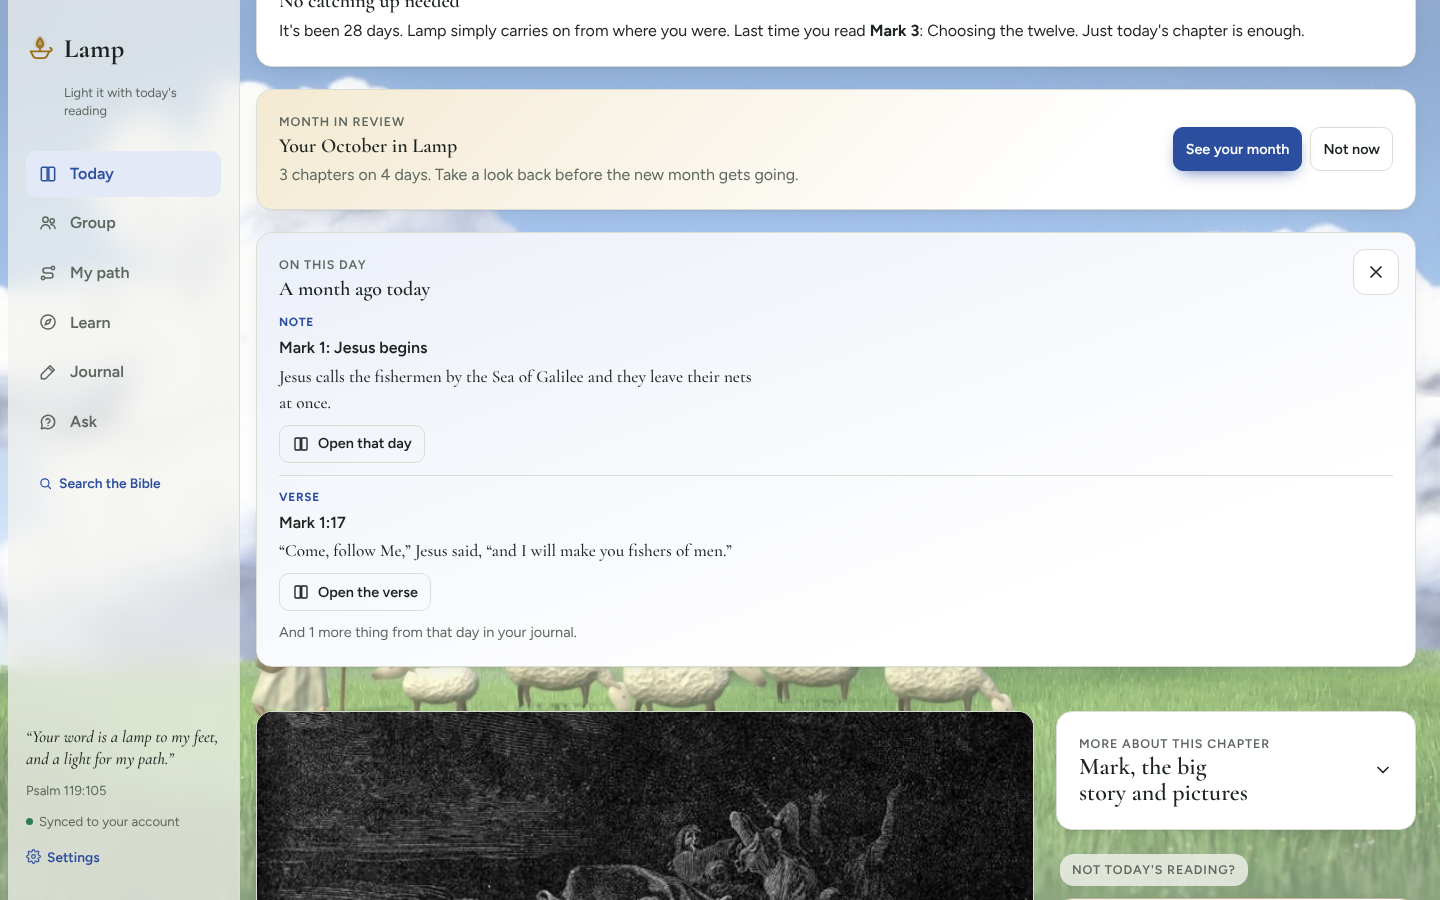 Lamp
Light it with today's
reading
Today
Group
My path
Learn
Journal
Ask
Search the Bible
“Your word is a lamp to my feet,
and a light for my path.”
Psalm 119:105
Synced to your account
Settings
No catching up needed
It's been 28 days. Lamp simply carries on from where you were. Last time you read Mark 3: Choosing the twelve. Just today's chapter is enough.
MONTH IN REVIEW
Your October in Lamp
3 chapters on 4 days. Take a look back before the new month gets going.
See your month
Not now
ON THIS DAY
A month ago today
NOTE
Mark 1: Jesus begins
Jesus calls the fishermen by the Sea of Galilee and they leave their nets
at once.
Open that day
VERSE
Mark 1:17
“Come, follow Me,” Jesus said, “and I will make you fishers of men.”
Open the verse
And 1 more thing from that day in your journal.
MORE ABOUT THIS CHAPTER
Mark, the big
story and pictures
NOT TODAY'S READING?